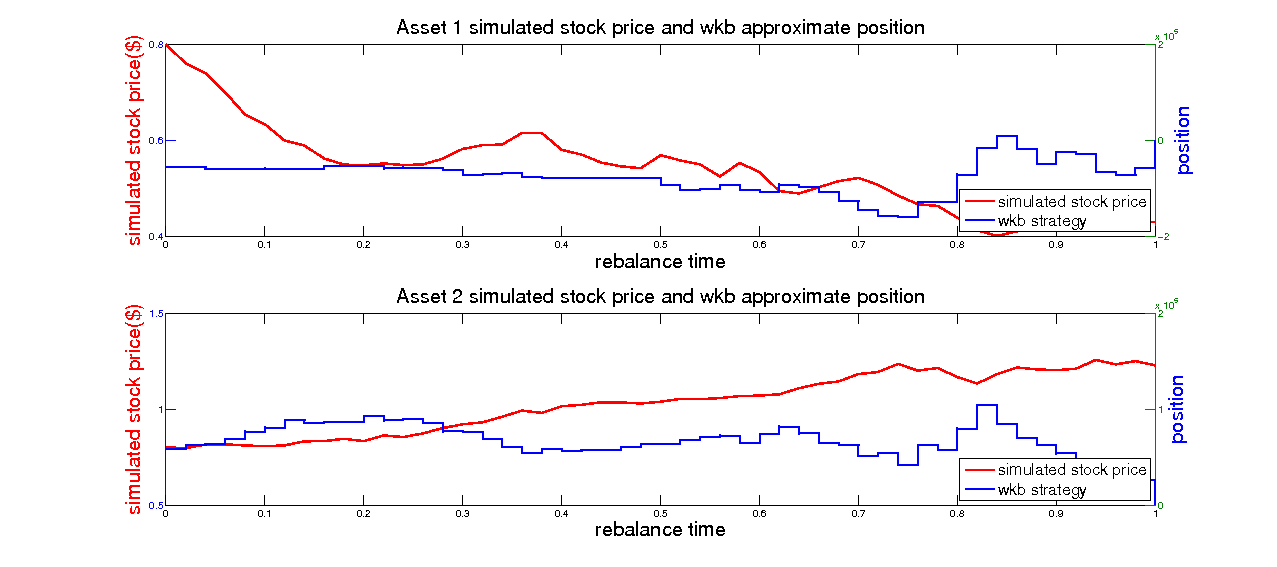 Asset 1 simulated stock price and wkb approximate position
simulated stock price($)
0.8
0.6
0.4
x 10^5
2
0
-2
position
simulated stock price
wkb strategy
0 0.1 0.2 0.3 0.4 0.5 0.6 0.7 0.8 0.9 1
rebalance time
Asset 2 simulated stock price and wkb approximate position
simulated stock price($)
1.5
1
0.5
x 10^5
2
1
0
position
simulated stock price
wkb strategy
0 0.1 0.2 0.3 0.4 0.5 0.6 0.7 0.8 0.9 1
rebalance time